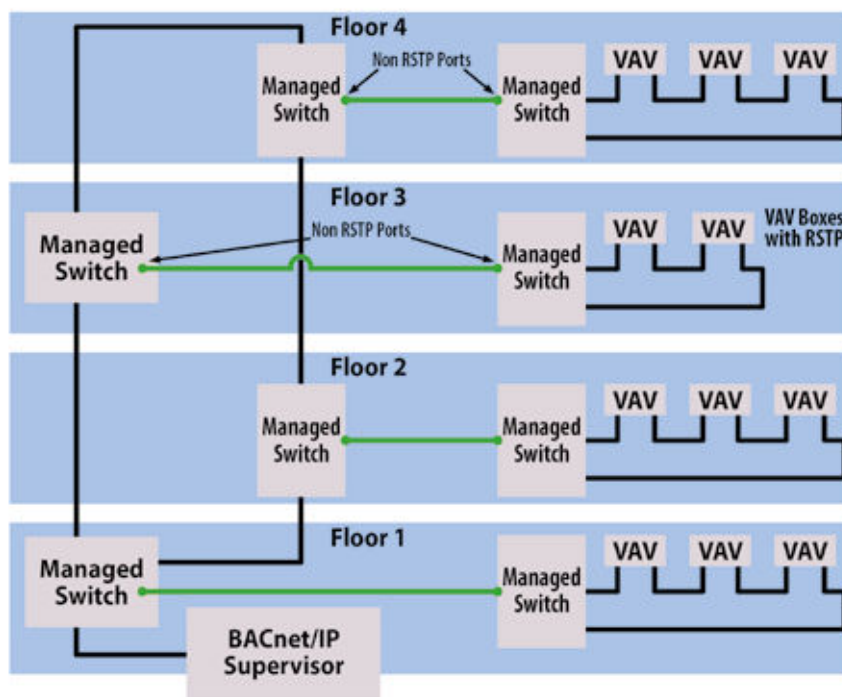 Floor 4
Managed
Switch
Non RSTP Ports
Managed
Switch
VAV
VAV
VAV
Floor 3
Managed
Switch
Non RSTP Ports
Managed
Switch
VAV
VAV
VAV Boxes
with RSTP
Floor 2
Managed
Switch
Managed
Switch
VAV
VAV
VAV
Floor 1
Managed
Switch
Managed
Switch
VAV
VAV
VAV
BACnet/IP
Supervisor